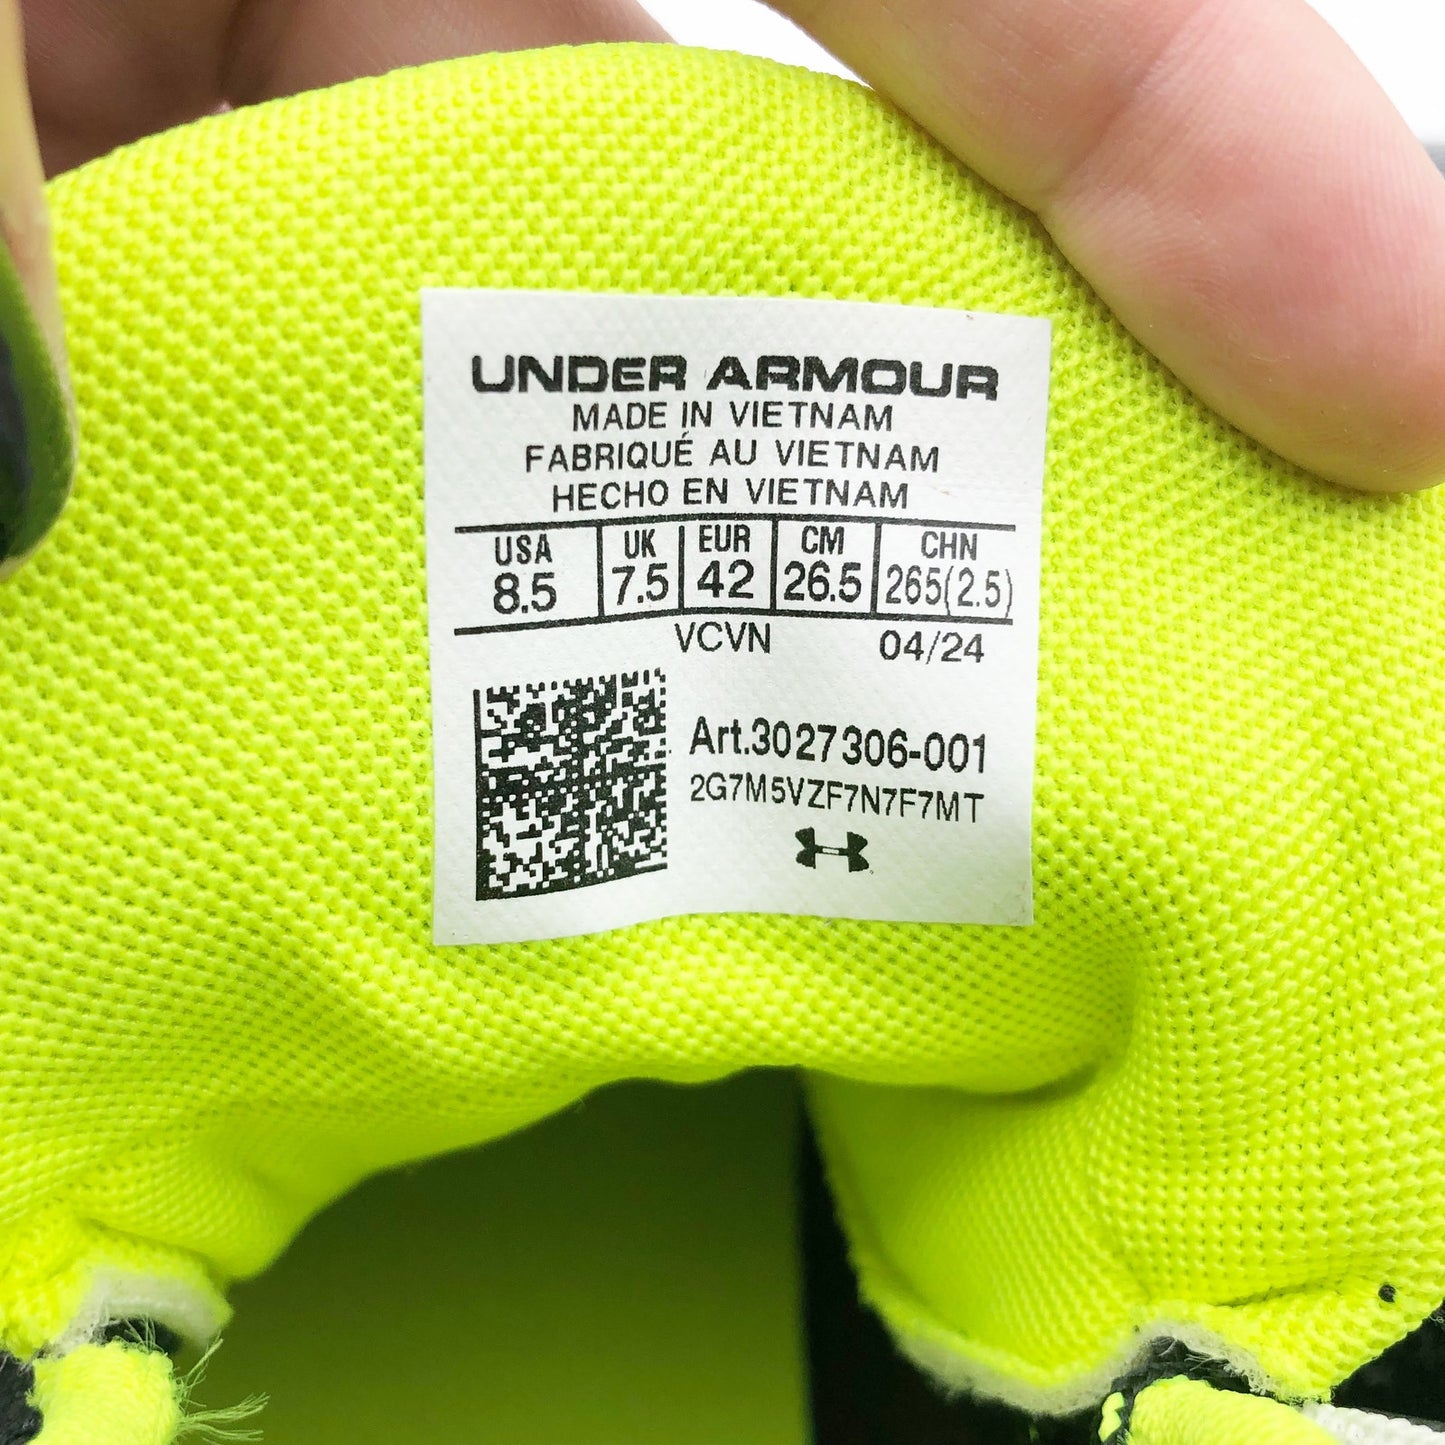 UNDER ARMOUR
MADE IN VIETNAM
FABRIQUÉ AU VIETNAM
HECHO EN VIETNAM
USA UK EUR CM CHN
8.5 7.5 42 26.5 265(2.5)
VCVN 04/24
Art.3027306-001
2G7M5VZF7N7F7MT